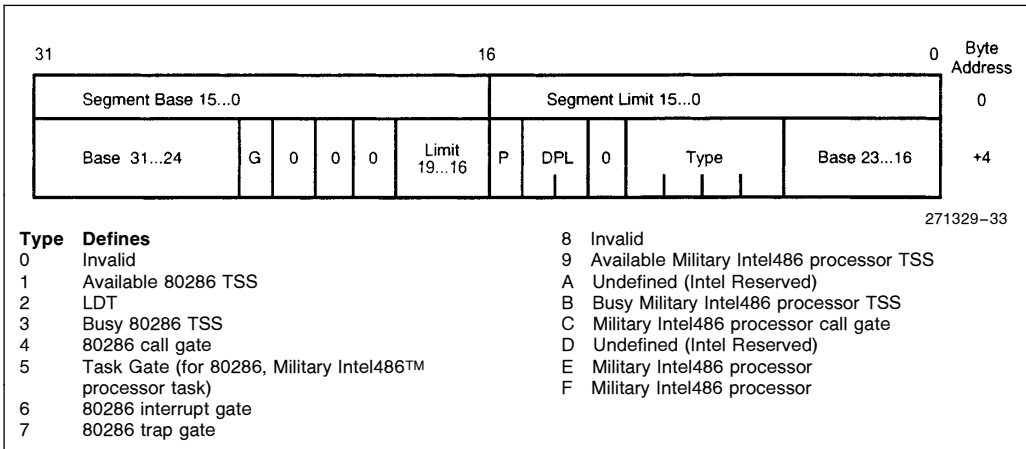 31 16 0 Byte
Address
Segment Base 15...0 Segment Limit 15...0 0
Base 31...24 G 0 0 0 Limit
19...16 P DPL 0 Type Base 23...16 +4
271329–33
Type Defines
0 Invalid
1 Available 80286 TSS
2 LDT
3 Busy 80286 TSS
4 80286 call gate
5 Task Gate (for 80286, Military Intel486™
processor task)
6 80286 interrupt gate
7 80286 trap gate
8 Invalid
9 Available Military Intel486 processor TSS
A Undefined (Intel Reserved)
B Busy Military Intel486 processor TSS
C Military Intel486 processor call gate
D Undefined (Intel Reserved)
E Military Intel486 processor
F Military Intel486 processor